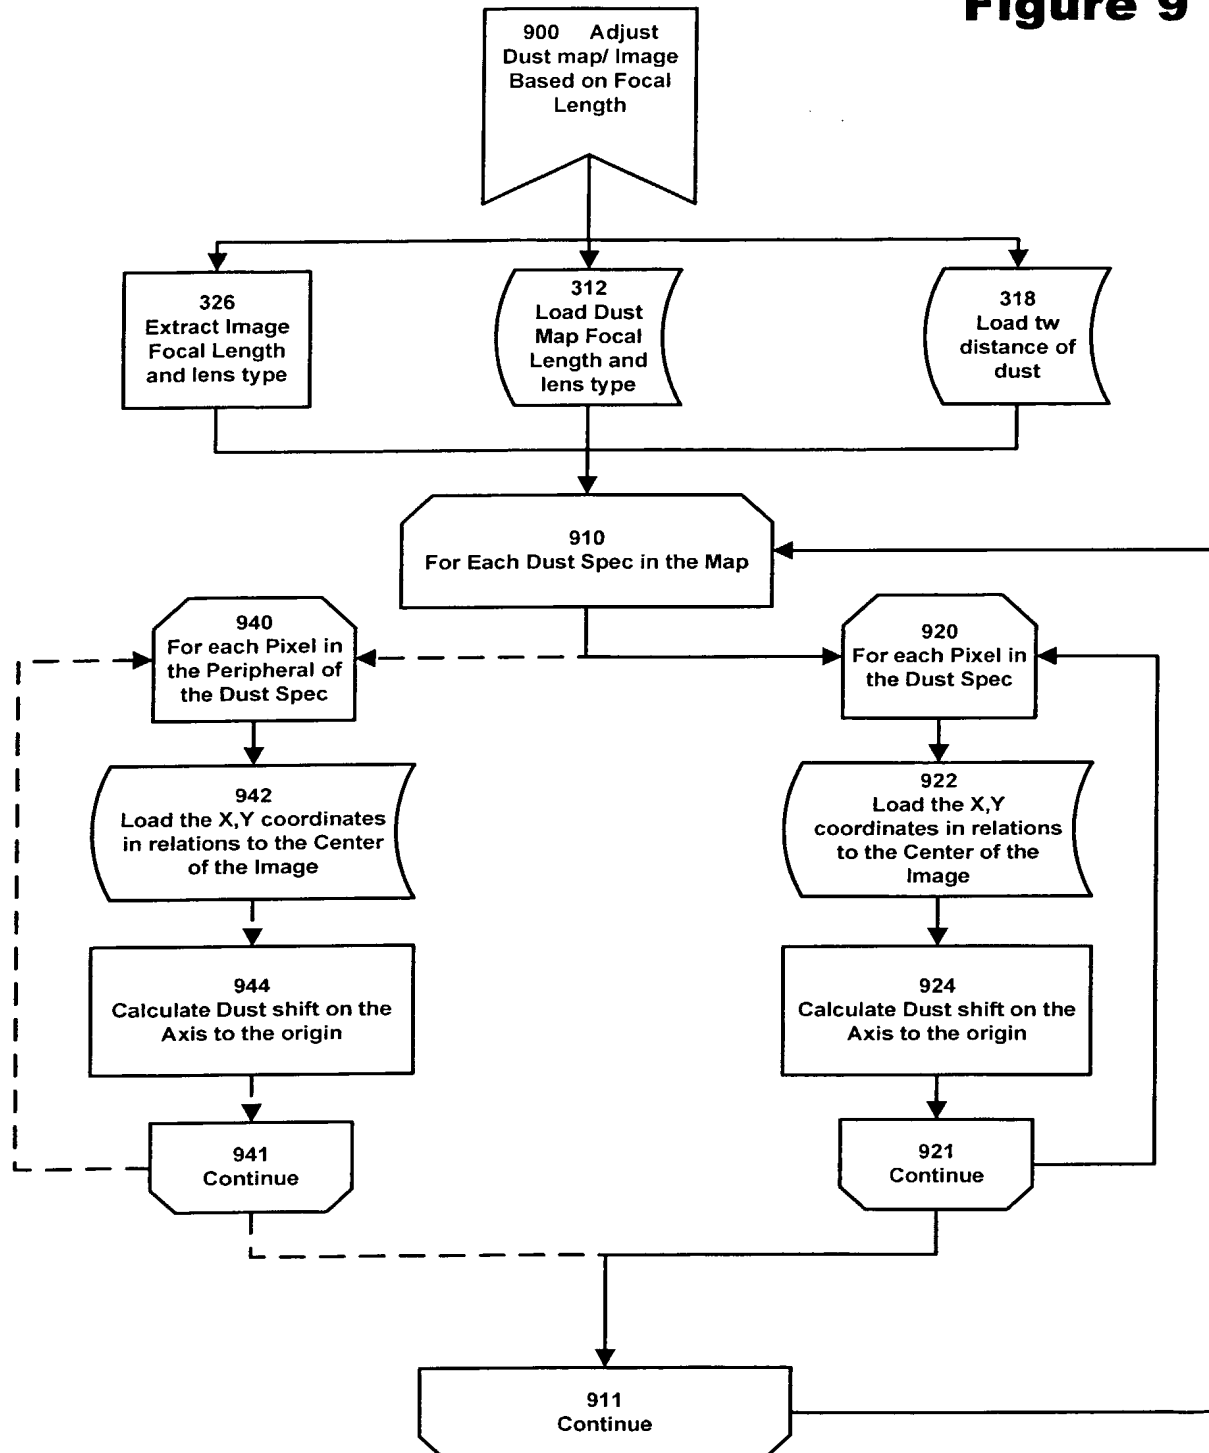 Figure 9
900 Adjust
Dust map/ Image
Based on Focal
Length
326
Extract Image
Focal Length
and lens type
312
Load Dust
Map Focal
Length and
lens type
318
Load tw
distance of
dust
910
For Each Dust Spec in the Map
940
For each Pixel in
the Peripheral of
the Dust Spec
920
For each Pixel in
the Dust Spec
942
Load the X,Y coordinates
in relations to the Center
of the Image
922
Load the X,Y
coordinates in relations
to the Center of the
Image
944
Calculate Dust shift on the
Axis to the origin
924
Calculate Dust shift on the
Axis to the origin
941
Continue
921
Continue
911
Continue